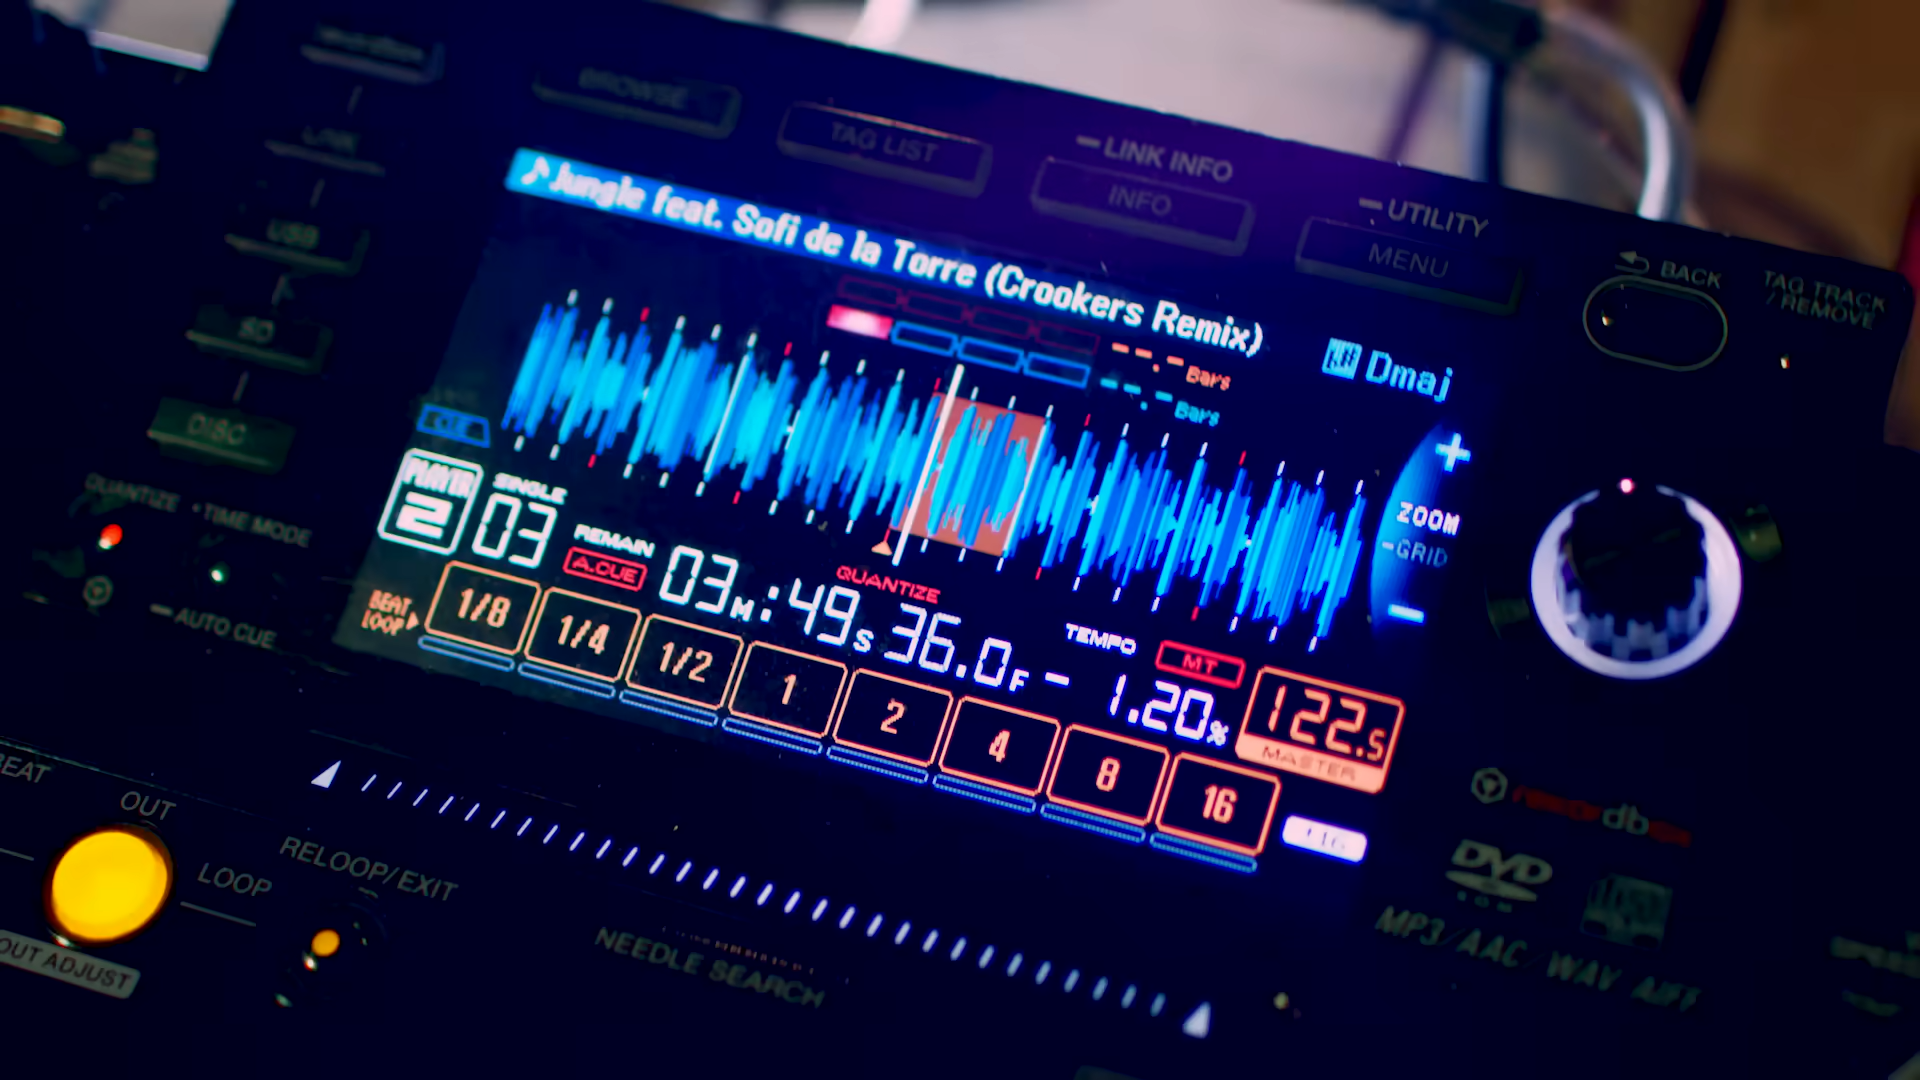 BROWSE
TAG LIST
LINK INFO
INFO
UTILITY
MENU
BACK
TAG TRACK
/ REMOVE
LINK
USB
SD
DISC
Jungle feat. Sofi de la Torre (Crookers Remix)
--.- Bars
--.- Bars
Dmaj
CUE
+
ZOOM
-GRID
−
QUANTIZE
TIME MODE
AUTO CUE
PLAYER
2
SINGLE
03
REMAIN
A.CUE
03M:49S 36.0F
QUANTIZE
TEMPO
MT
- 1.20%
122.5
MASTER
BEAT
LOOP
1/8
1/4
1/2
1
2
4
8
16
BEAT
OUT
LOOP
RELOOP/EXIT
OUT ADJUST
NEEDLE SEARCH
rekordbox
DVD
MP3/AAC/WAV/AIFF